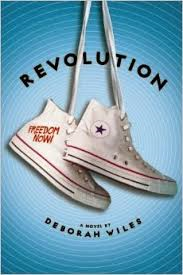 REVOLUTION
FREEDOM
NOW!
A NOVEL BY
DEBORAH WILES